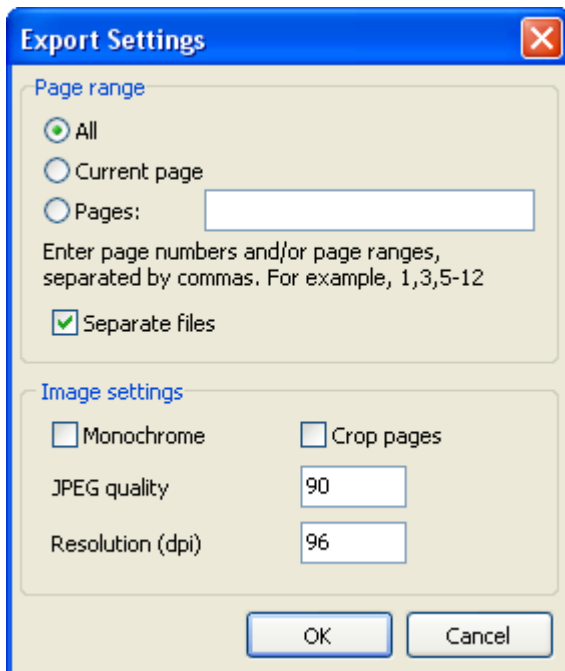 Export Settings
Page range
All
Current page
Pages:
Enter page numbers and/or page ranges,
separated by commas. For example, 1,3,5-12
Separate files
Image settings
Monochrome Crop pages
JPEG quality 90
Resolution (dpi) 96
OK Cancel